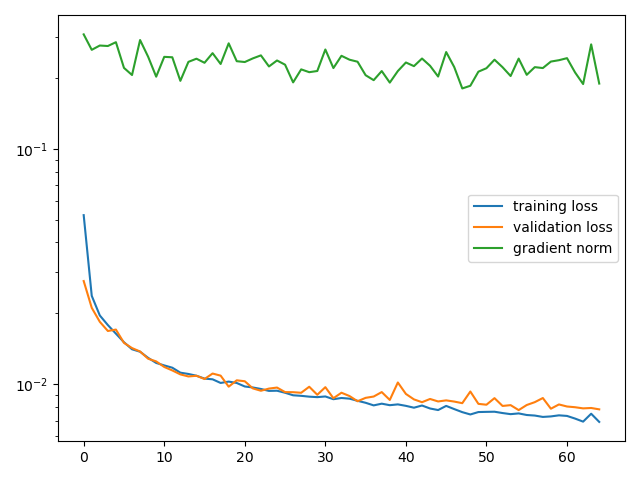 10⁻¹
10⁻²
training loss
validation loss
gradient norm
0 10 20 30 40 50 60